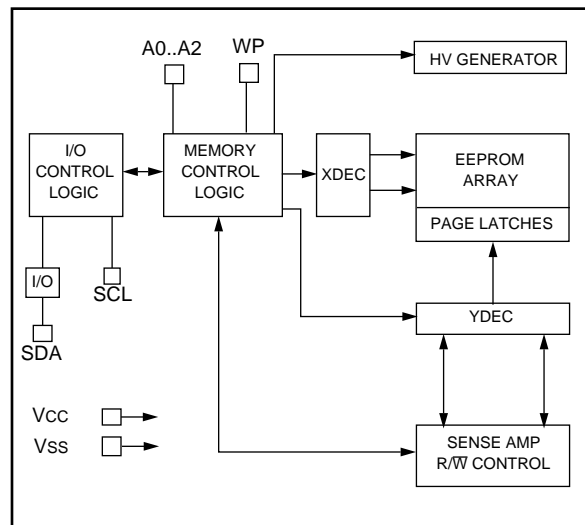 A0..A2
WP
HV GENERATOR
I/O
CONTROL
LOGIC
MEMORY
CONTROL
LOGIC
XDEC
EEPROM
ARRAY
PAGE LATCHES
I/O
SCL
SDA
YDEC
VCC
VSS
SENSE AMP
R/W̅ CONTROL